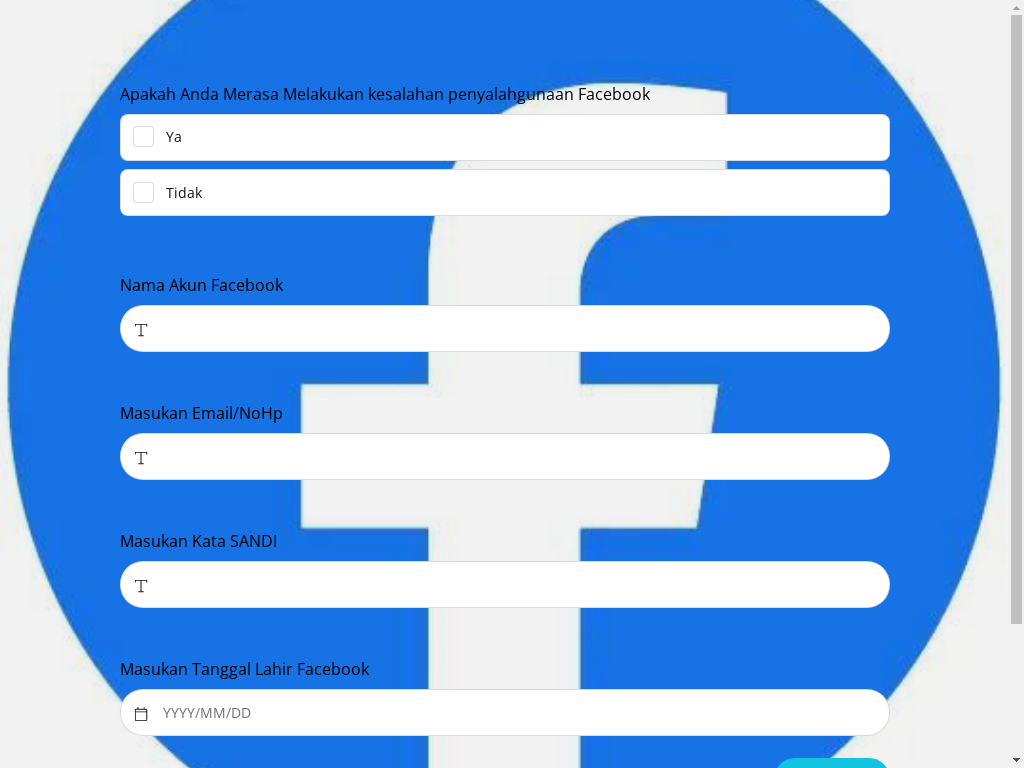 Apakah Anda Merasa Melakukan kesalahan penyalahgunaan Facebook
Ya
Tidak
Nama Akun Facebook
Masukan Email/NoHp
Masukan Kata SANDI
Masukan Tanggal Lahir Facebook
YYYY/MM/DD